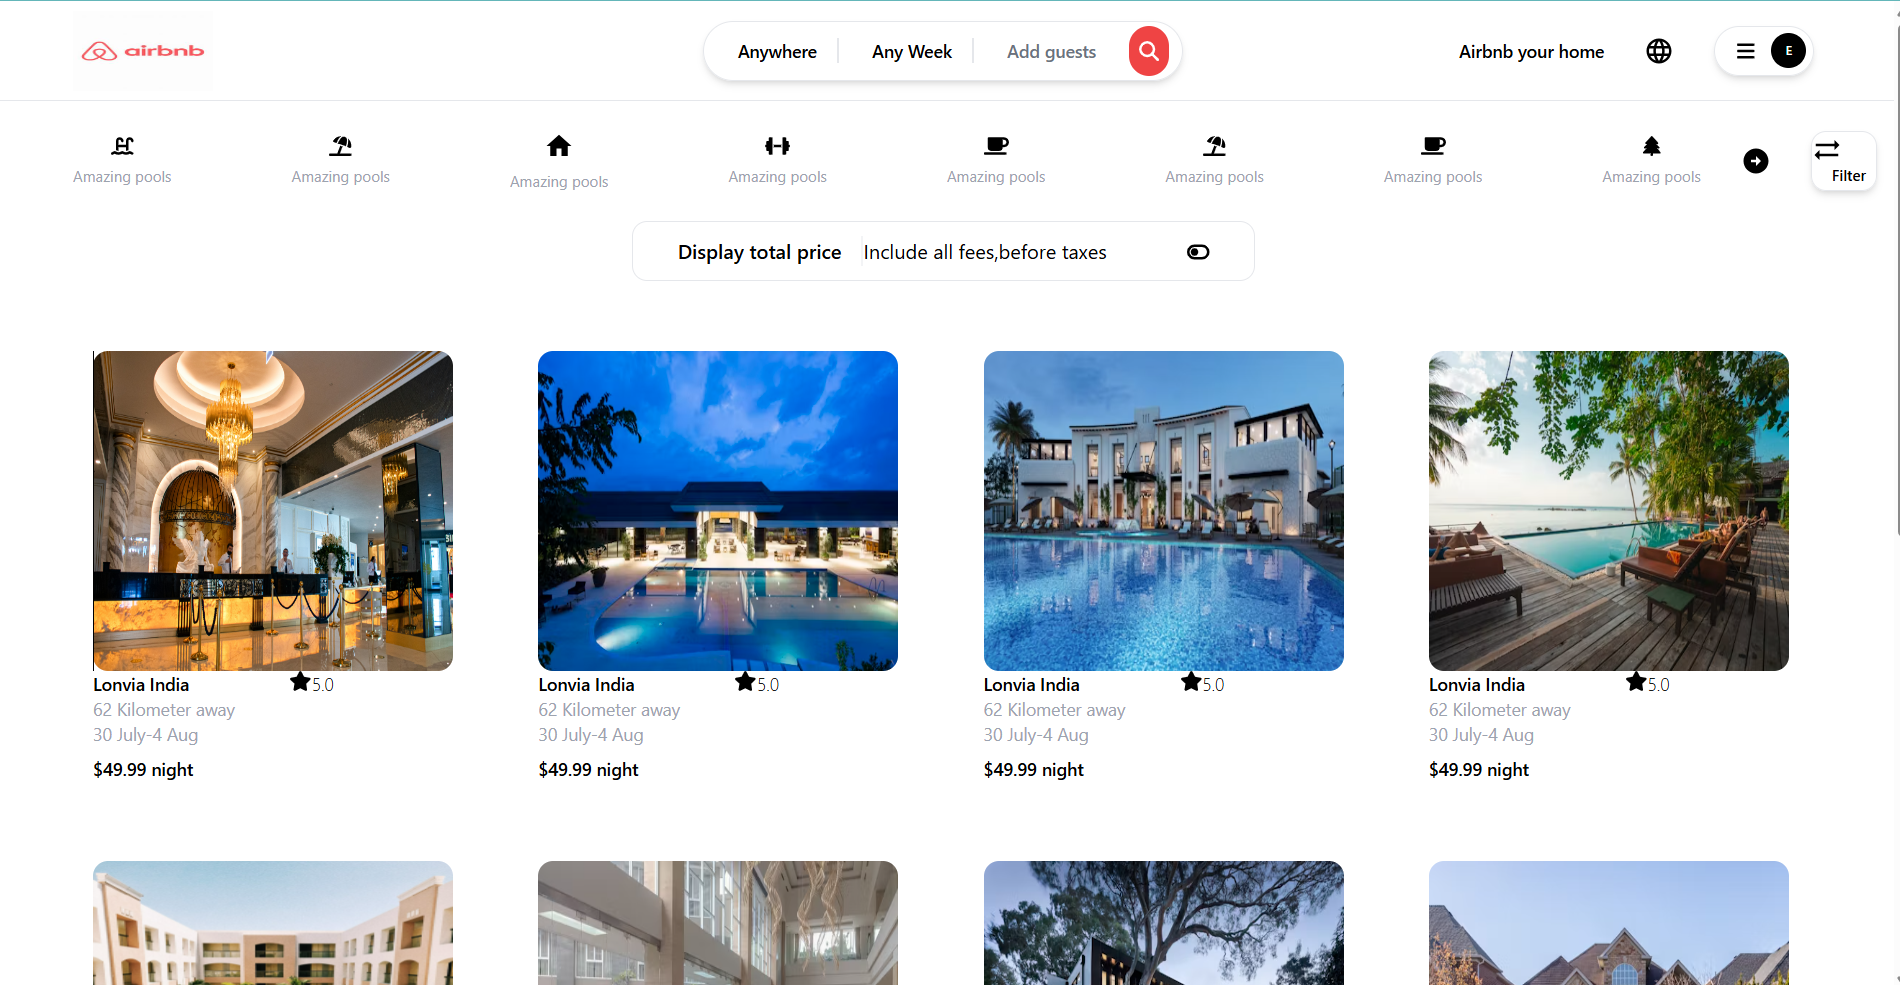 airbnb
Anywhere
Any Week
Add guests
Airbnb your home
E
Amazing pools
Amazing pools
Amazing pools
Amazing pools
Amazing pools
Amazing pools
Amazing pools
Amazing pools
Filter
Display total price
Include all fees,before taxes
Lonvia India 5.0
62 Kilometer away
30 July-4 Aug
$49.99 night
Lonvia India 5.0
62 Kilometer away
30 July-4 Aug
$49.99 night
Lonvia India 5.0
62 Kilometer away
30 July-4 Aug
$49.99 night
Lonvia India 5.0
62 Kilometer away
30 July-4 Aug
$49.99 night